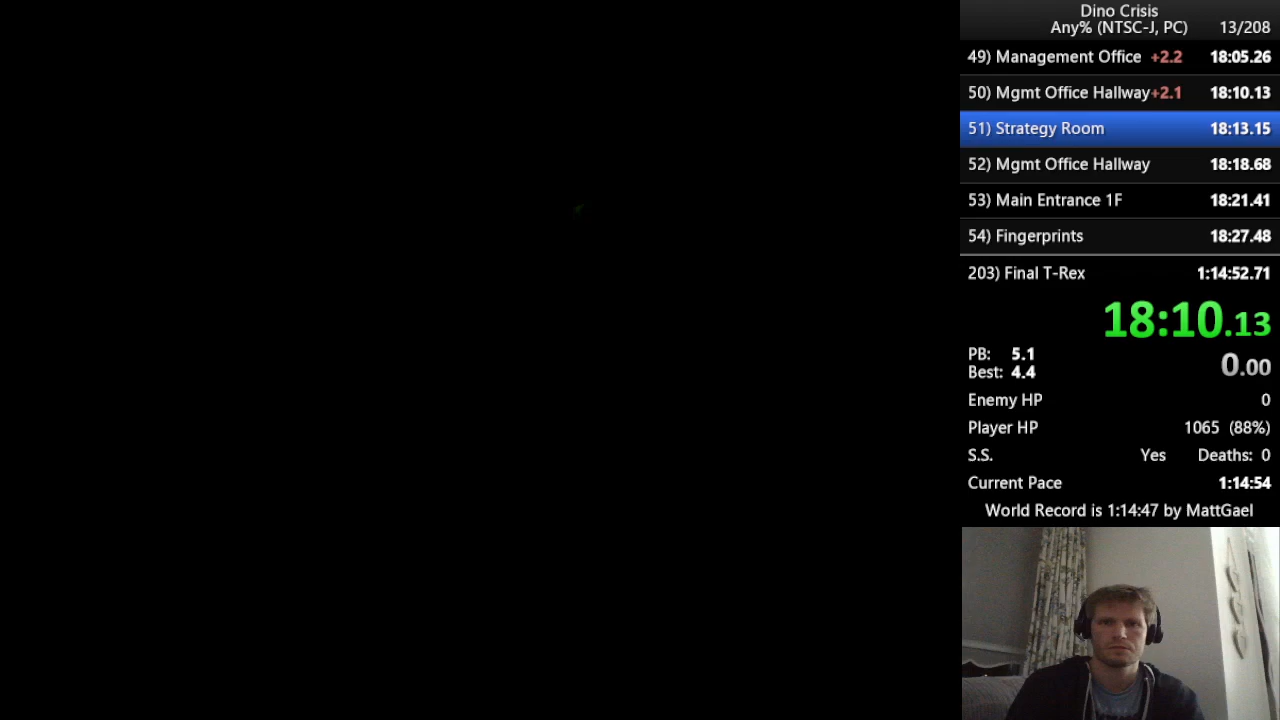 Dino Crisis
Any% (NTSC-J, PC) 13/208
49) Management Office +2.2 18:05.26
50) Mgmt Office Hallway +2.1 18:10.13
51) Strategy Room 18:13.15
52) Mgmt Office Hallway 18:18.68
53) Main Entrance 1F 18:21.41
54) Fingerprints 18:27.48
203) Final T-Rex 1:14:52.71
18:10.13
PB: 5.1
Best: 4.4
0.00
Enemy HP 0
Player HP 1065 (88%)
S.S. Yes Deaths: 0
Current Pace 1:14:54
World Record is 1:14:47 by MattGael